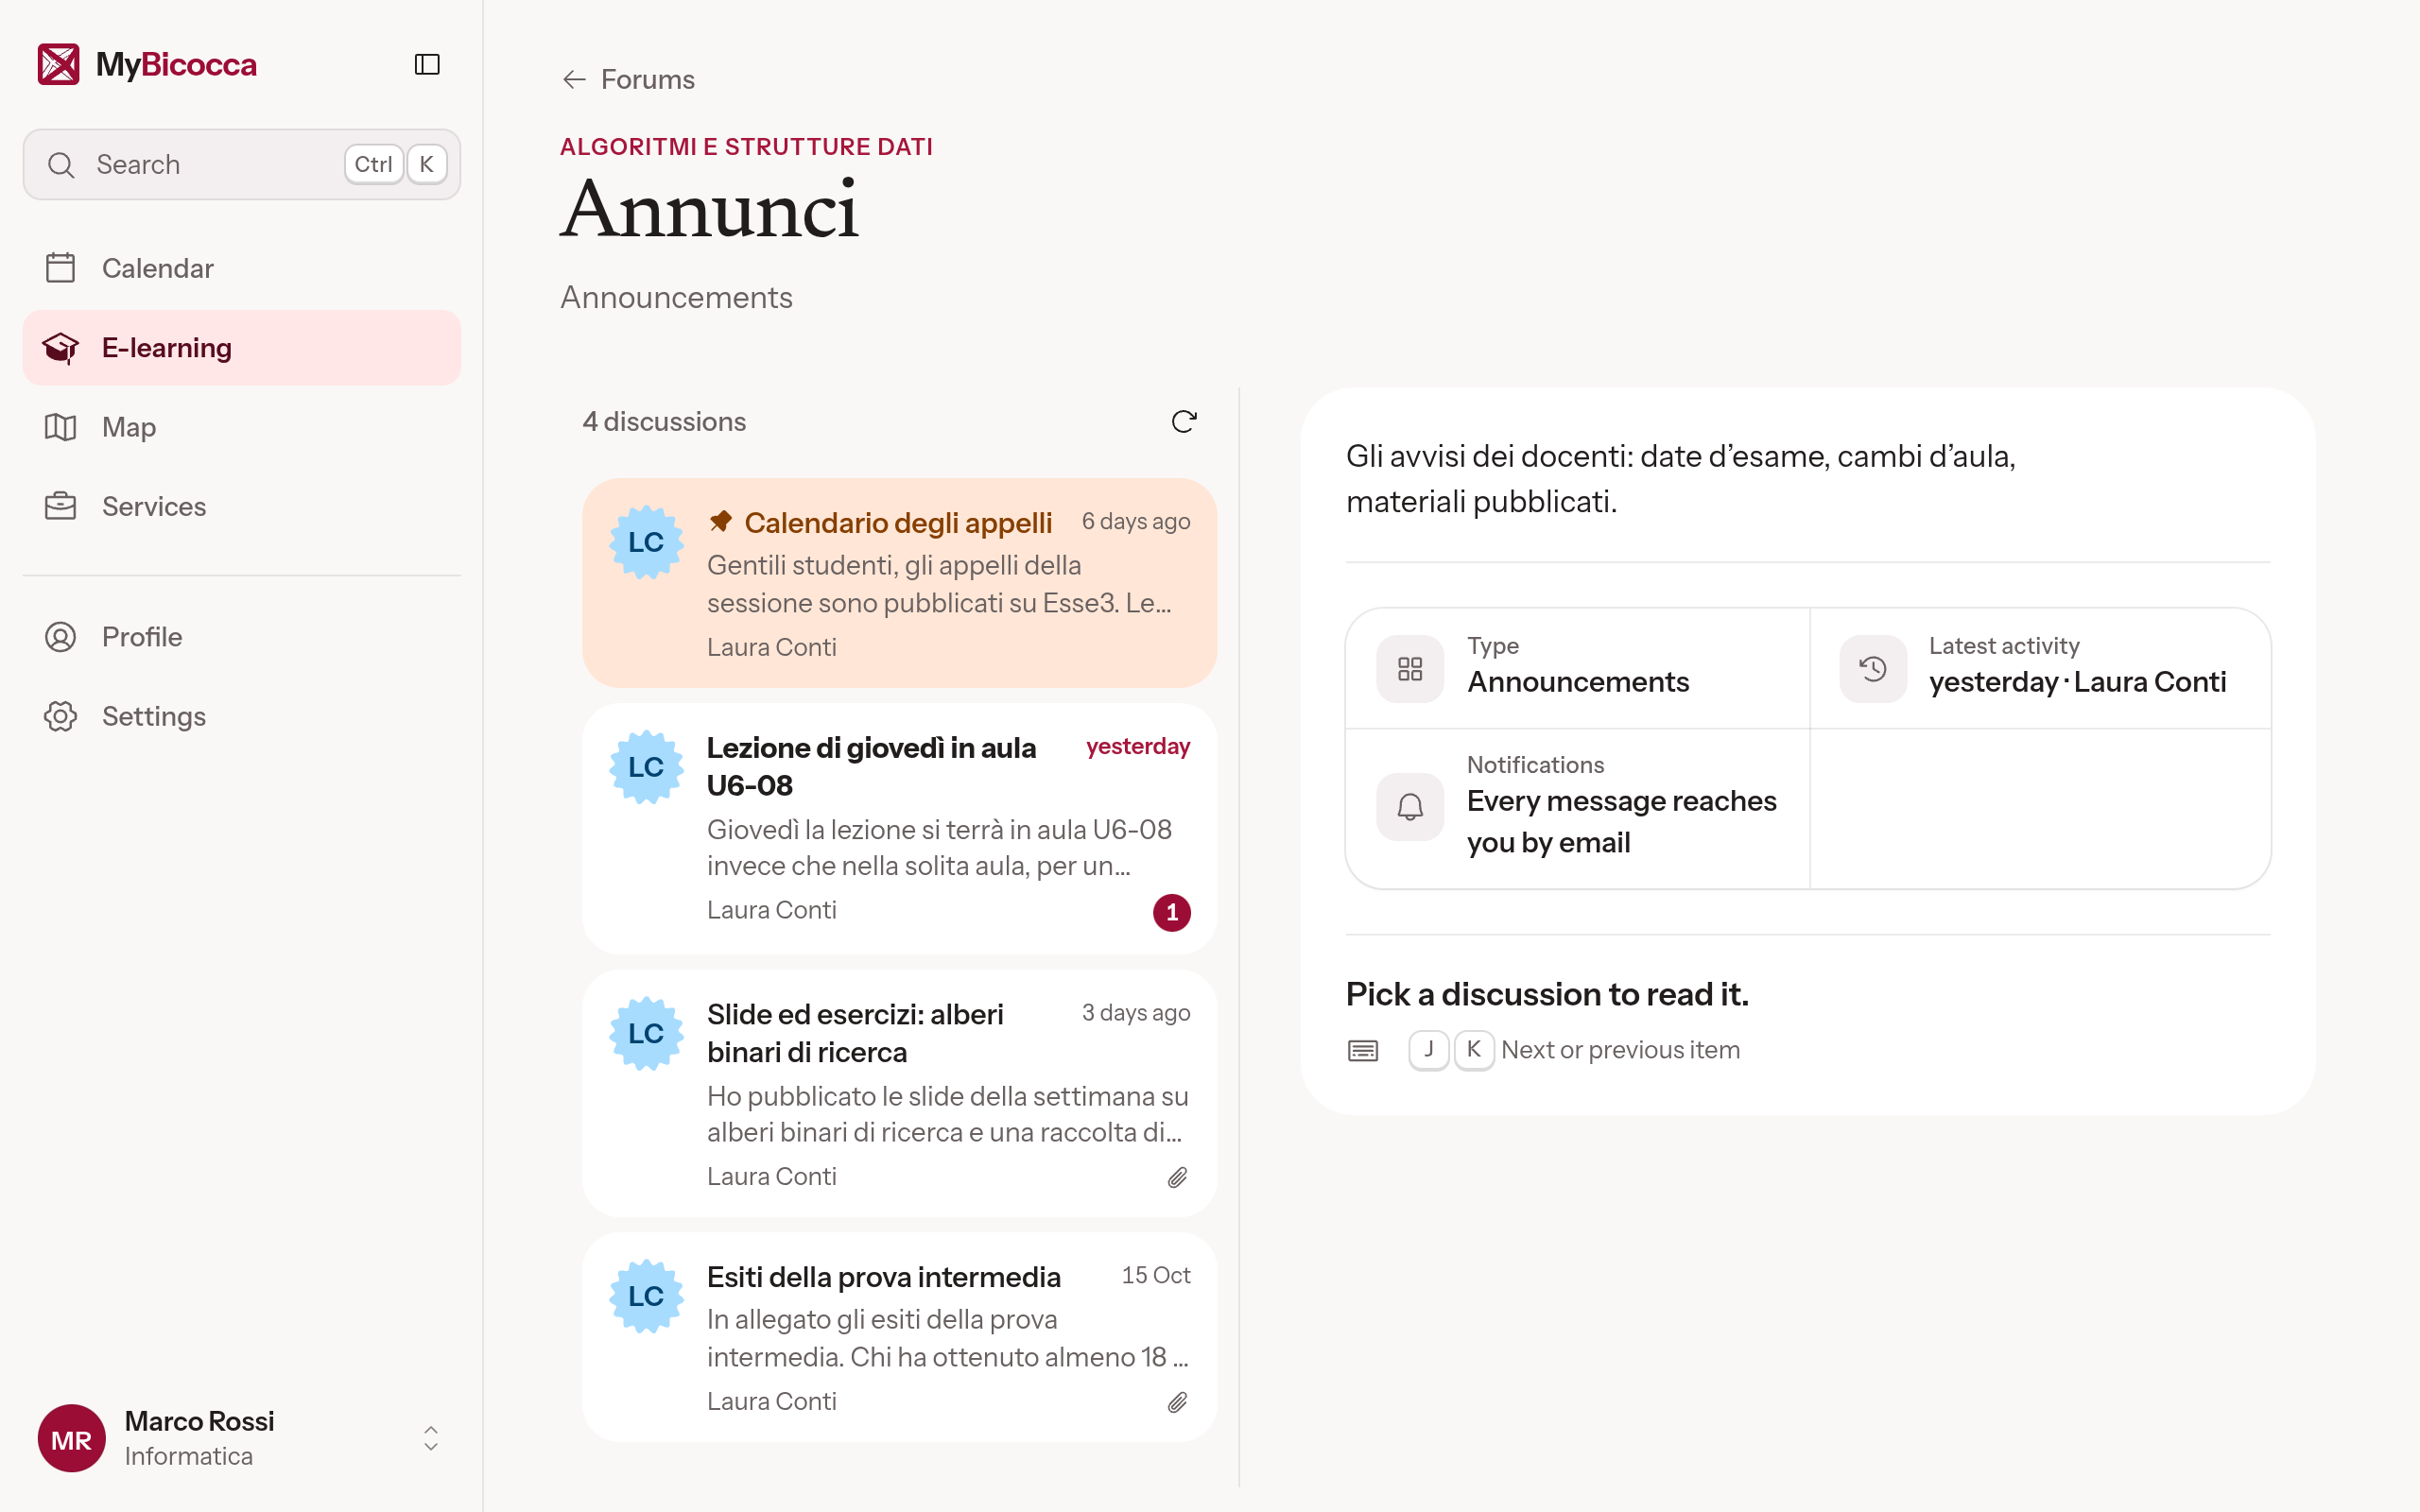 MyBicocca
Search
Ctrl K
Calendar
E-learning
Map
Services
Profile
Settings
MR
Marco Rossi
Informatica
Forums
ALGORITMI E STRUTTURE DATI
Annunci
Announcements
4 discussions
LC
Calendario degli appelli
6 days ago
Gentili studenti, gli appelli della
sessione sono pubblicati su Esse3. Le...
Laura Conti
LC
Lezione di giovedì in aula
U6-08
yesterday
Giovedì la lezione si terrà in aula U6-08
invece che nella solita aula, per un...
Laura Conti
1
LC
Slide ed esercizi: alberi
binari di ricerca
3 days ago
Ho pubblicato le slide della settimana su
alberi binari di ricerca e una raccolta di...
Laura Conti
LC
Esiti della prova intermedia
15 Oct
In allegato gli esiti della prova
intermedia. Chi ha ottenuto almeno 18 ...
Laura Conti
Gli avvisi dei docenti: date d’esame, cambi d’aula,
materiali pubblicati.
Type
Announcements
Latest activity
yesterday · Laura Conti
Notifications
Every message reaches
you by email
Pick a discussion to read it.
J K Next or previous item